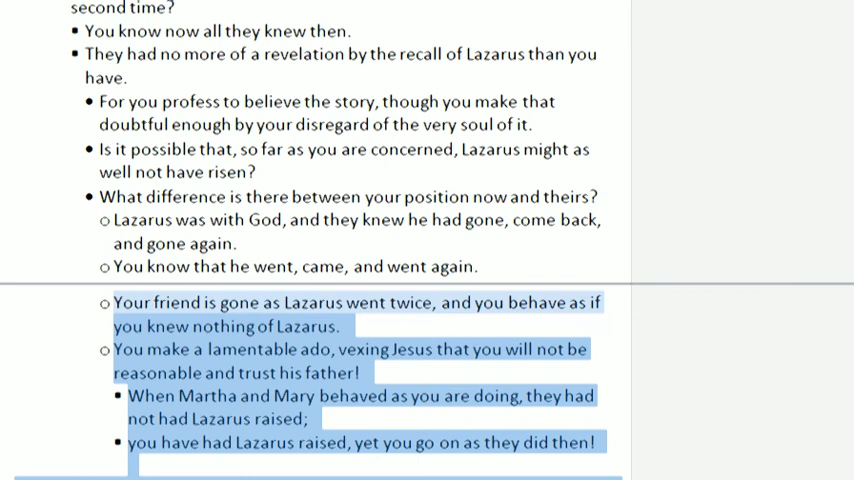 second time?
▪ You know now all they knew then.
▪ They had no more of a revelation by the recall of Lazarus than you
have.
● For you profess to believe the story, though you make that
doubtful enough by your disregard of the very soul of it.
● Is it possible that, so far as you are concerned, Lazarus might as
well not have risen?
● What difference is there between your position now and theirs?
○ Lazarus was with God, and they knew he had gone, come back,
and gone again.
○ You know that he went, came, and went again.
○ Your friend is gone as Lazarus went twice, and you behave as if
you knew nothing of Lazarus.
○ You make a lamentable ado, vexing Jesus that you will not be
reasonable and trust his father!
▪ When Martha and Mary behaved as you are doing, they had
not had Lazarus raised;
▪ you have had Lazarus raised, yet you go on as they did then!